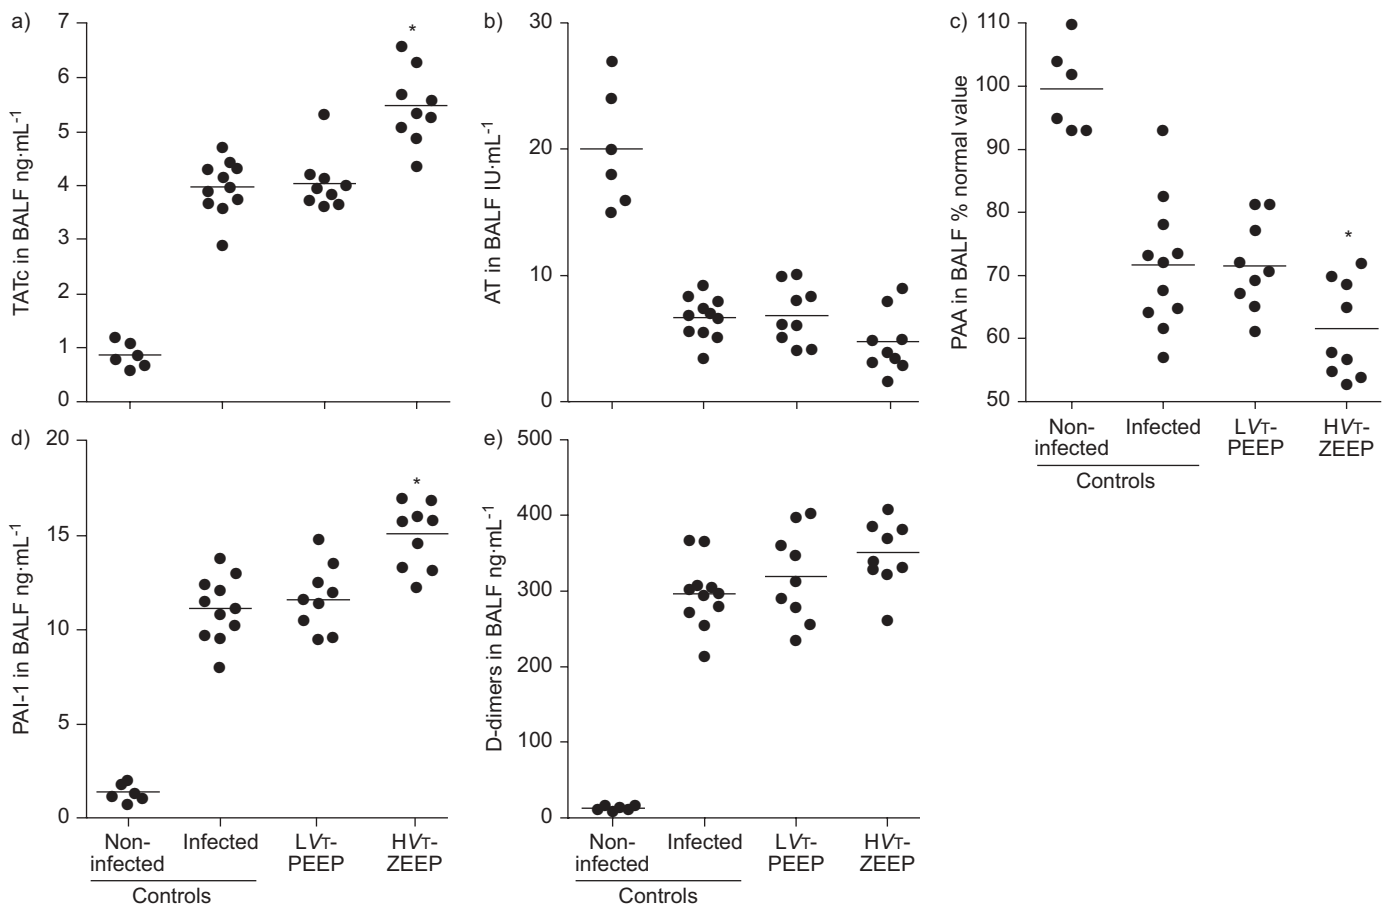 a)
TATc in BALF ng·mL-1
7
6
5
4
3
2
1
0
*
b)
AT in BALF IU·mL-1
30
20
10
0
c)
PAA in BALF % normal value
110
100
90
80
70
60
50
*
Non-
infected
Infected
LVT-
PEEP
HVT-
ZEEP
Controls
d)
PAI-1 in BALF ng·mL-1
20
15
10
5
0
*
Non-
infected
Infected
LVT-
PEEP
HVT-
ZEEP
Controls
e)
D-dimers in BALF ng·mL-1
500
400
300
200
100
0
Non-
infected
Infected
LVT-
PEEP
HVT-
ZEEP
Controls